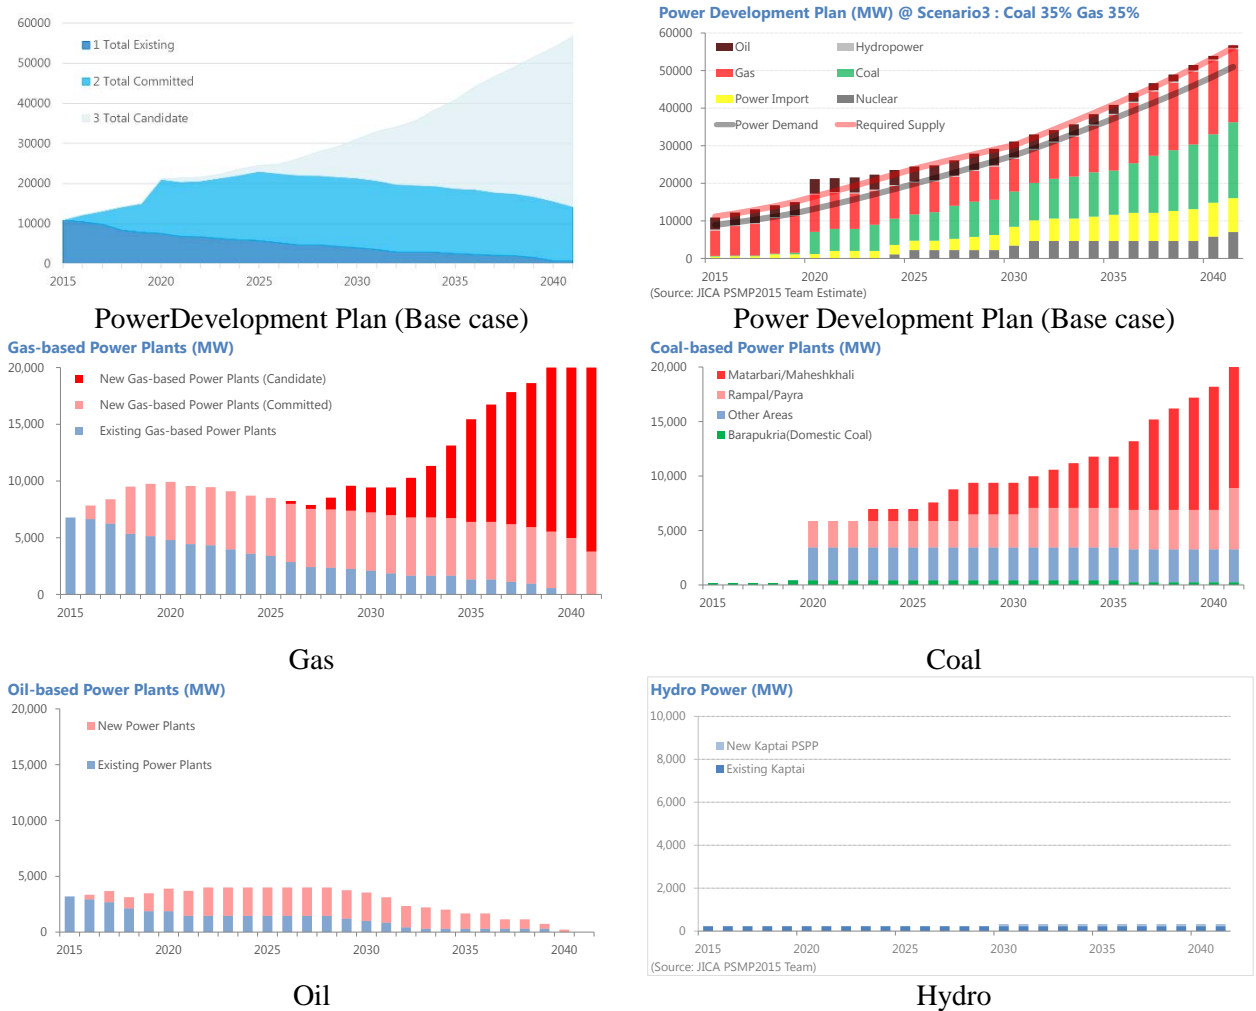 60000
50000
40000
30000
20000
10000
0
1 Total Existing
2 Total Committed
3 Total Candidate
2015 2020 2025 2030 2035 2040
PowerDevelopment Plan (Base case)
Power Development Plan (MW) @ Scenario3 : Coal 35% Gas 35%
60000
50000
40000
30000
20000
10000
0
Oil Hydropower
Gas Coal
Power Import Nuclear
Power Demand Required Supply
2015 2020 2025 2030 2035 2040
(Source: JICA PSMP2015 Team Estimate)
Power Development Plan (Base case)
Gas-based Power Plants (MW)
20,000
15,000
10,000
5,000
0
New Gas-based Power Plants (Candidate)
New Gas-based Power Plants (Committed)
Existing Gas-based Power Plants
2015 2020 2025 2030 2035 2040
Gas
Coal-based Power Plants (MW)
20,000
15,000
10,000
5,000
0
Matarbari/Maheshkhali
Rampal/Payra
Other Areas
Barapukria(Domestic Coal)
2015 2020 2025 2030 2035 2040
Coal
Oil-based Power Plants (MW)
20,000
15,000
10,000
5,000
0
New Power Plants
Existing Power Plants
2015 2020 2025 2030 2035 2040
Oil
Hydro Power (MW)
10,000
8,000
6,000
4,000
2,000
0
New Kaptai PSPP
Existing Kaptai
2015 2020 2025 2030 2035 2040
(Source: JICA PSMP2015 Team)
Hydro